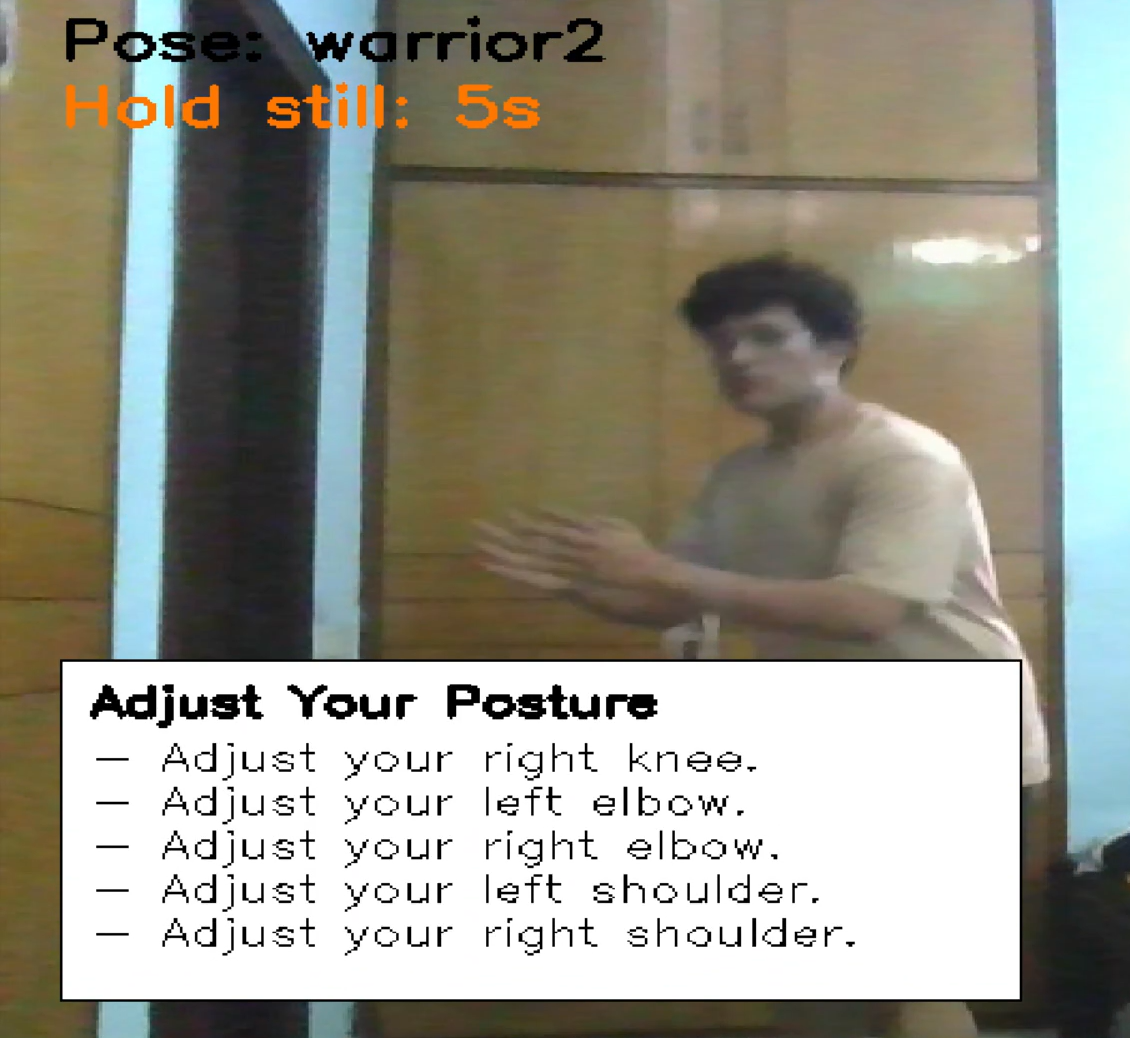 Pose: warrior2
Hold still: 5s
Adjust Your Posture
— Adjust your right knee.
— Adjust your left elbow.
— Adjust your right elbow.
— Adjust your left shoulder.
— Adjust your right shoulder.